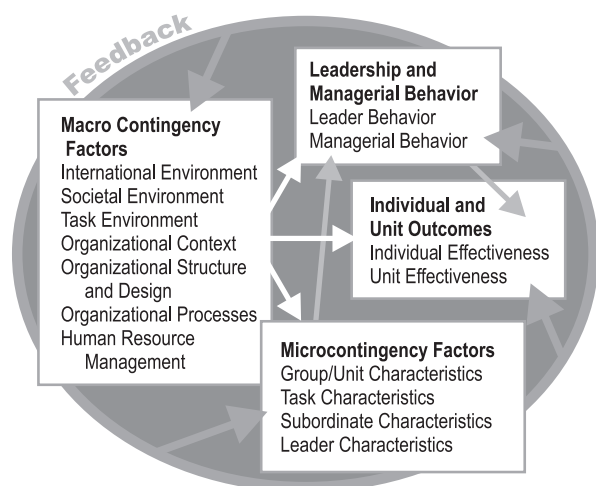 Feedback
Macro Contingency
Factors
International Environment
Societal Environment
Task Environment
Organizational Context
Organizational Structure
and Design
Organizational Processes
Human Resource
Management
Leadership and
Managerial Behavior
Leader Behavior
Managerial Behavior
Individual and
Unit Outcomes
Individual Effectiveness
Unit Effectiveness
Microcontingency Factors
Group/Unit Characteristics
Task Characteristics
Subordinate Characteristics
Leader Characteristics